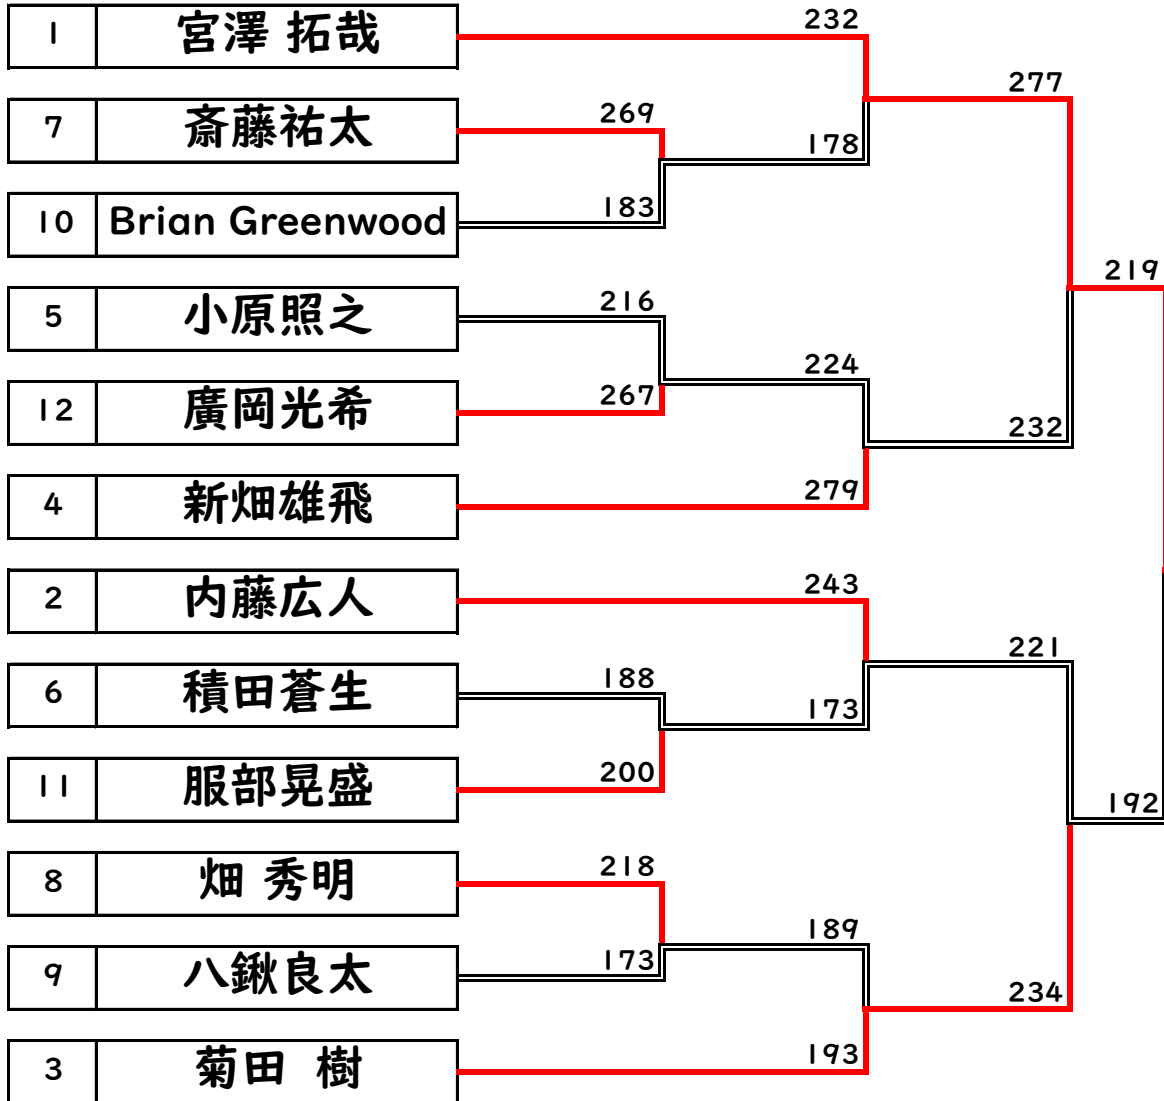 232
1 宮澤 拓哉
277
269
7 斎藤祐太
178
183
10 Brian Greenwood
219
216
5 小原照之
224
267
12 廣岡光希
232
279
4 新畑雄飛
243
2 内藤広人
221
188
6 積田蒼生
173
200
11 服部晃盛
192
218
8 畑 秀明
189
173
9 八鍬良太
234
193
3 菊田 樹